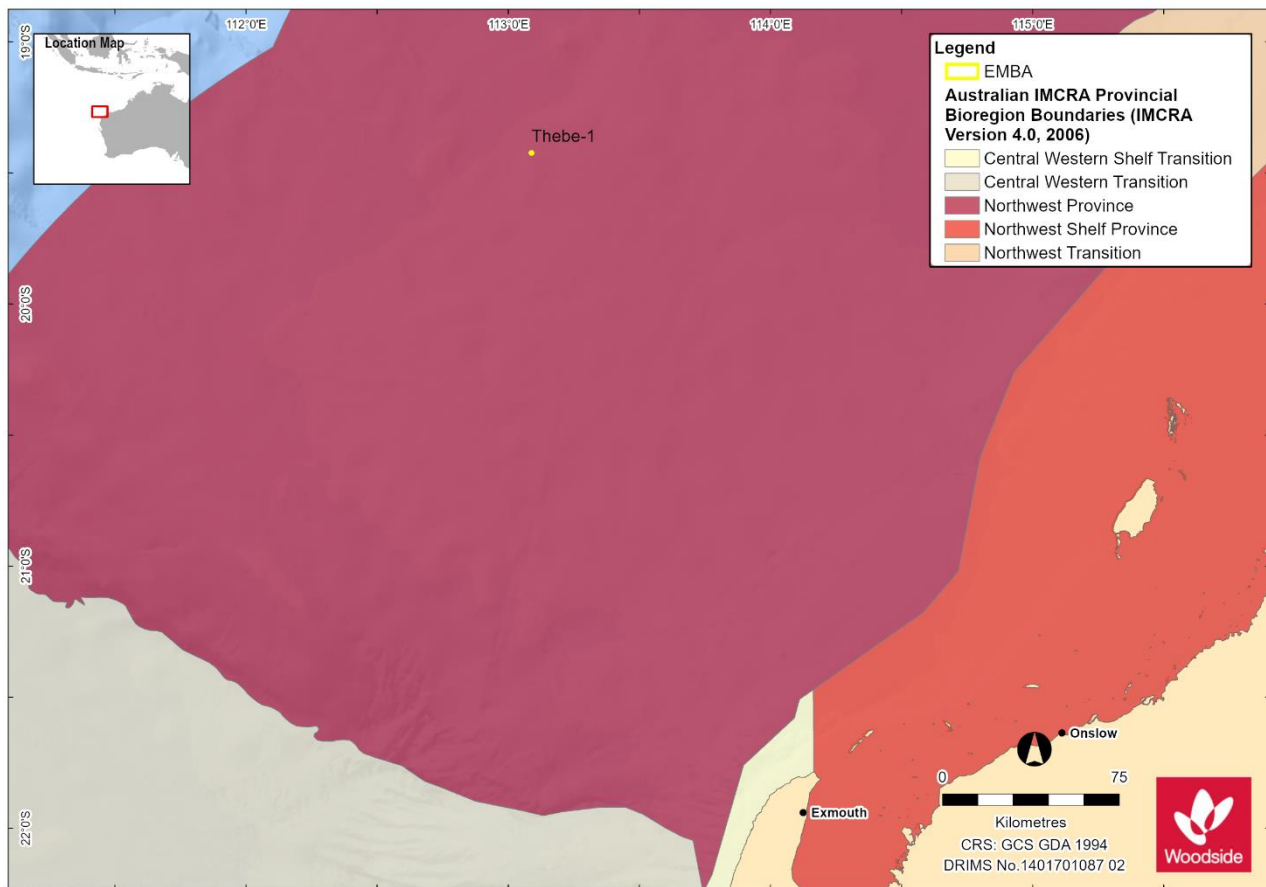 112°0'E
113°0'E
114°0'E
115°0'E
19°0'S
20°0'S
21°0'S
22°0'S
Location Map
Thebe-1
Legend
EMBA
Australian IMCRA Provincial
Bioregion Boundaries (IMCRA
Version 4.0, 2006)
Central Western Shelf Transition
Central Western Transition
Northwest Province
Northwest Shelf Province
Northwest Transition
Onslow
Exmouth
0
75
Kilometres
CRS: GCS GDA 1994
DRIMS No.1401701087 02
Woodside